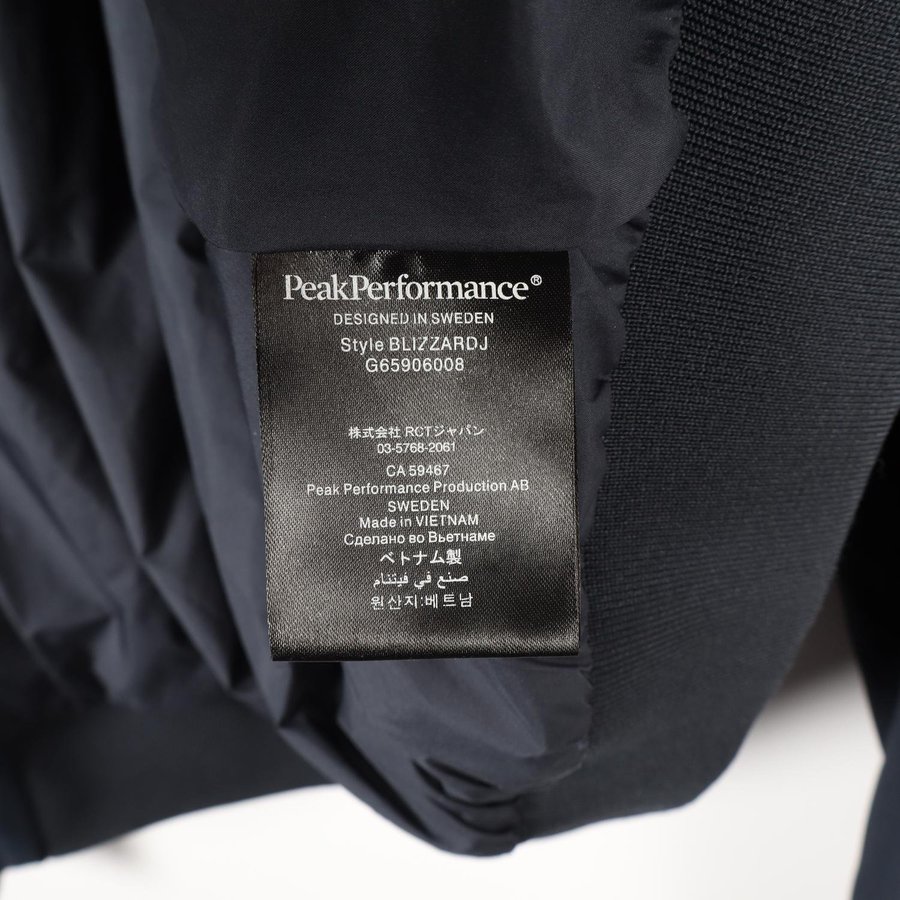 PeakPerformance®
DESIGNED IN SWEDEN
Style BLIZZARDJ
G65906008
株式会社 RCTジャパン
03-5768-2061
CA 59467
Peak Performance Production AB
SWEDEN
Made in VIETNAM
Сделано во Вьетнаме
ベトナム製
صنع في فيتنام
원산지:베트남